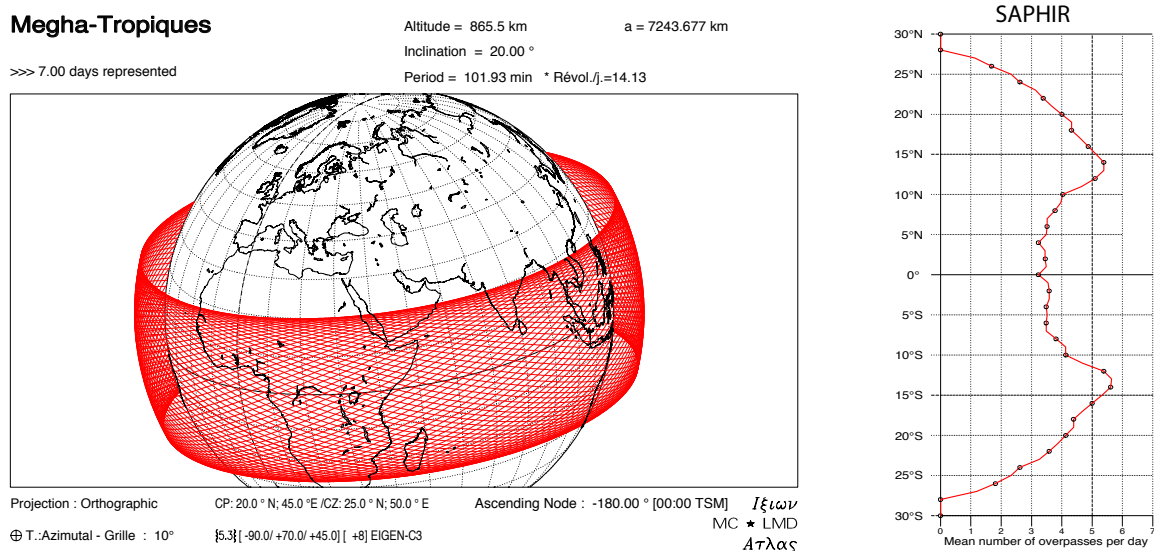 Megha-Tropiques
Altitude = 865.5 km a = 7243.677 km
Inclination = 20.00 °
>>> 7.00 days represented
Period = 101.93 min * Révol./j.=14.13
Projection : Orthographic CP: 20.0 ° N; 45.0 °E /CZ: 25.0 ° N; 50.0 ° E Ascending Node : -180.00 ° [00:00 TSM] Ιξιων
MC ★ LMD
⊕ T.:Azimutal - Grille : 10° {5.3} [ -90.0/ +70.0/ +45.0] [ +8] EIGEN-C3 Ατλας
SAPHIR
30°N
25°N
20°N
15°N
10°N
5°N
0°
5°S
10°S
15°S
20°S
25°S
30°S
0 1 2 3 4 5 6 7
Mean number of overpasses per day